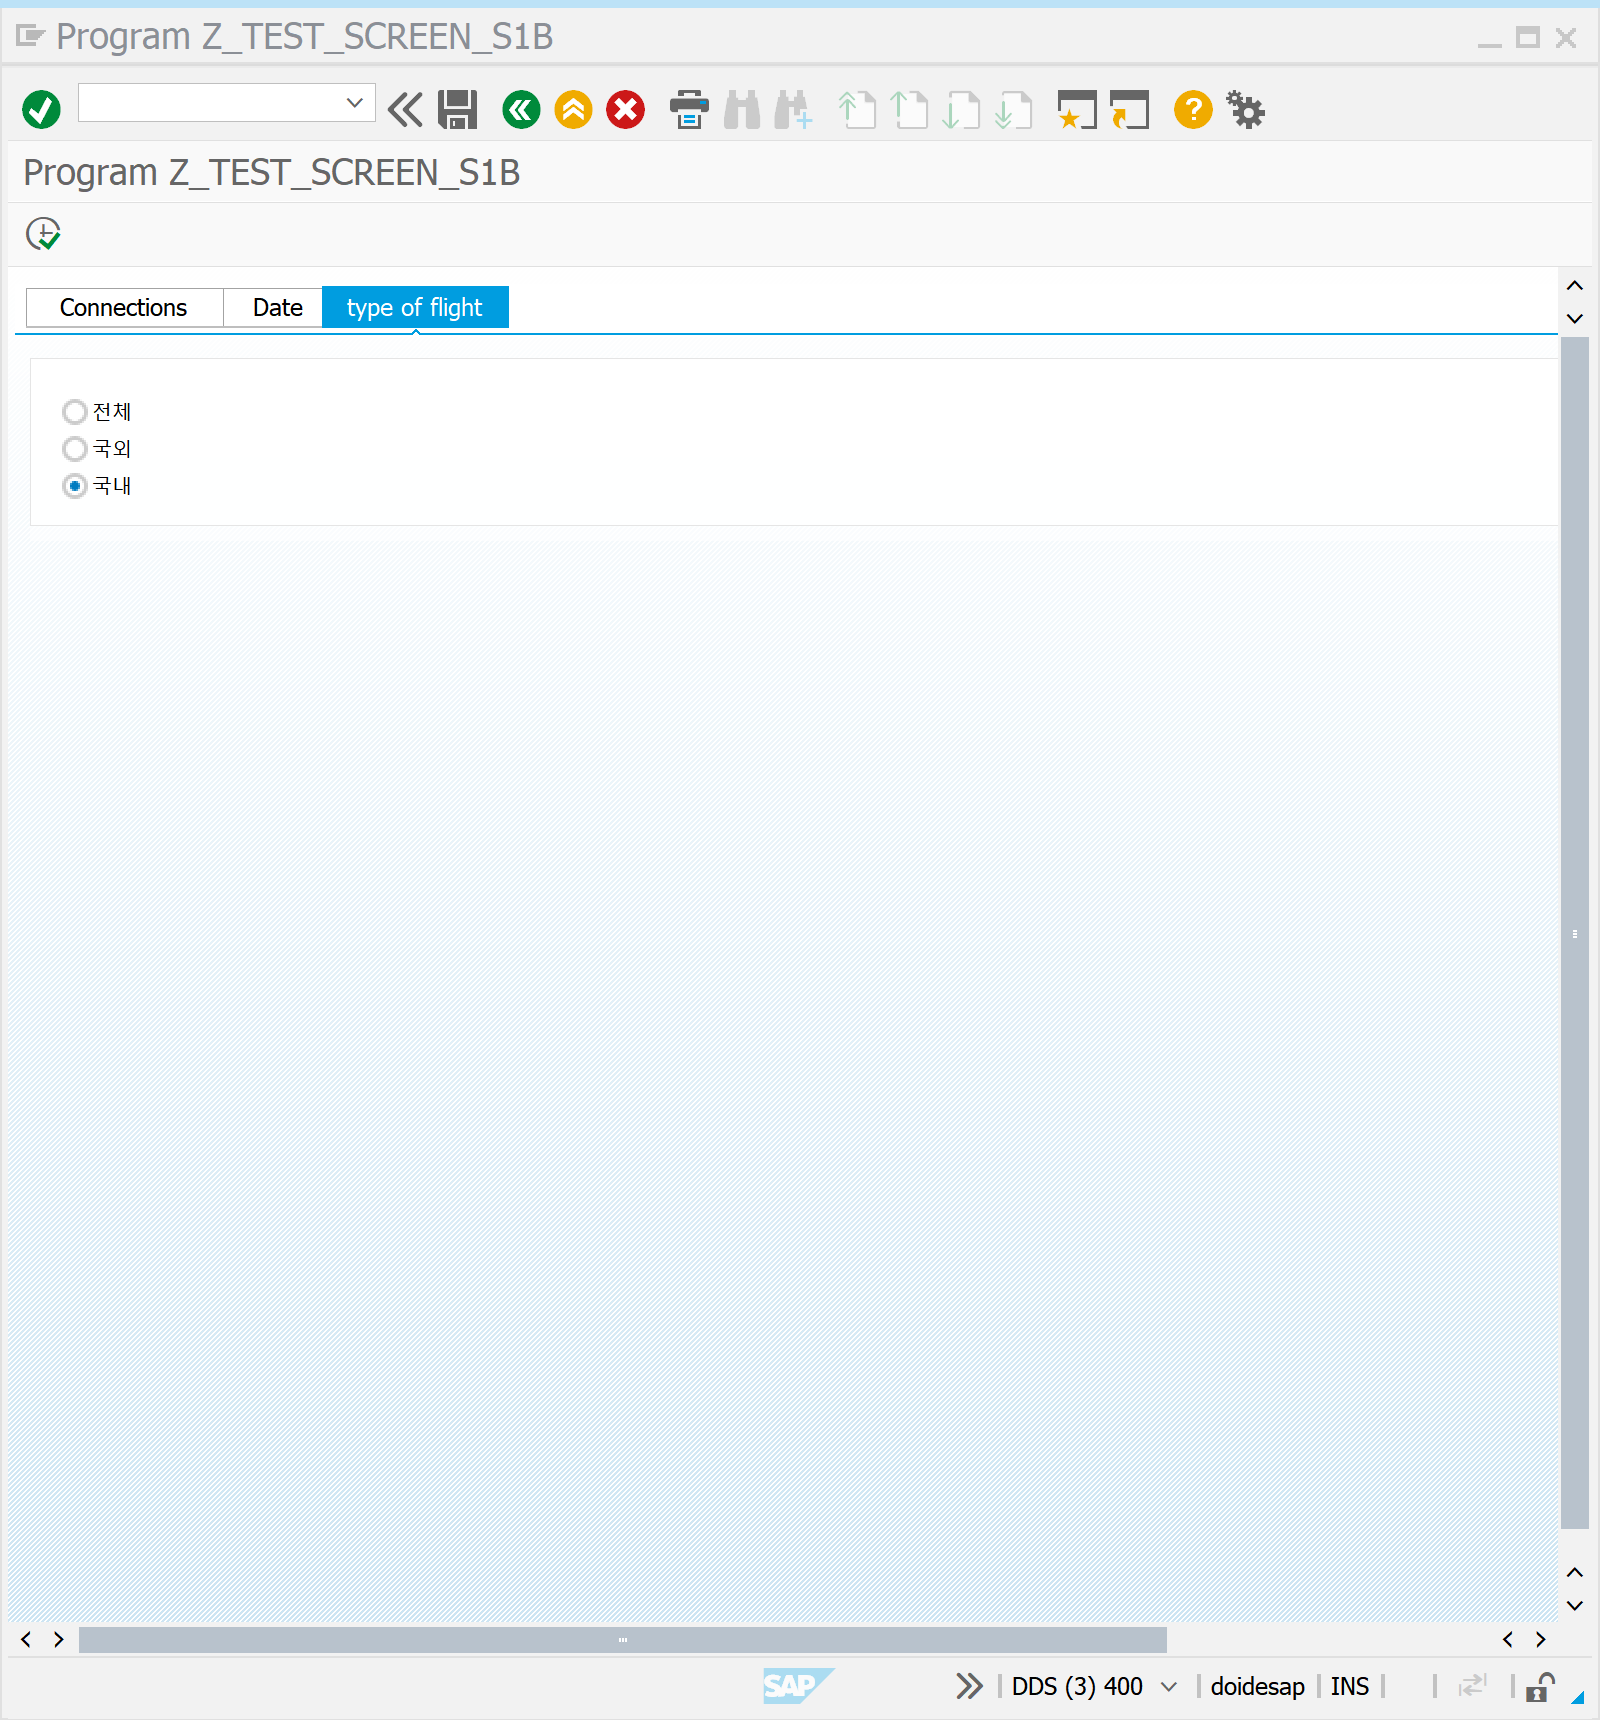 Program Z_TEST_SCREEN_S1B
Program Z_TEST_SCREEN_S1B
Connections Date type of flight
전체
국외
국내
SAP DDS (3) 400 doidesap INS